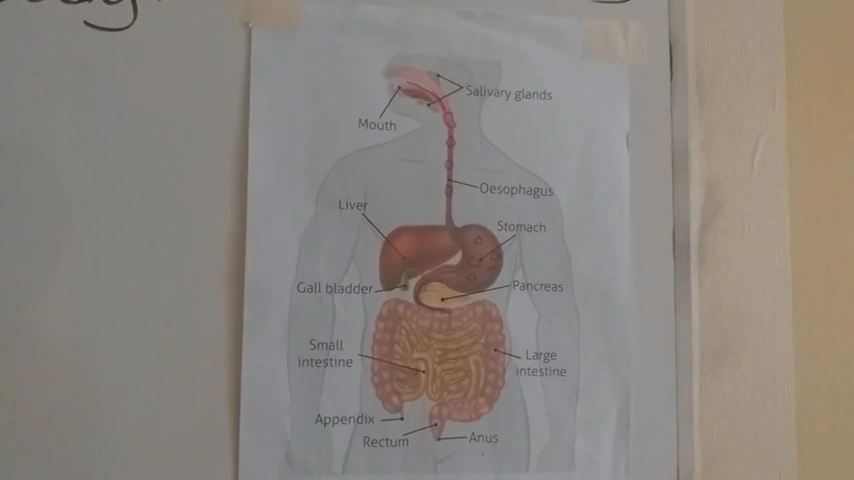 Salivary glands
Mouth
Oesophagus
Liver
Stomach
Gall bladder
Pancreas
Small
intestine
Large
intestine
Appendix
Rectum
Anus